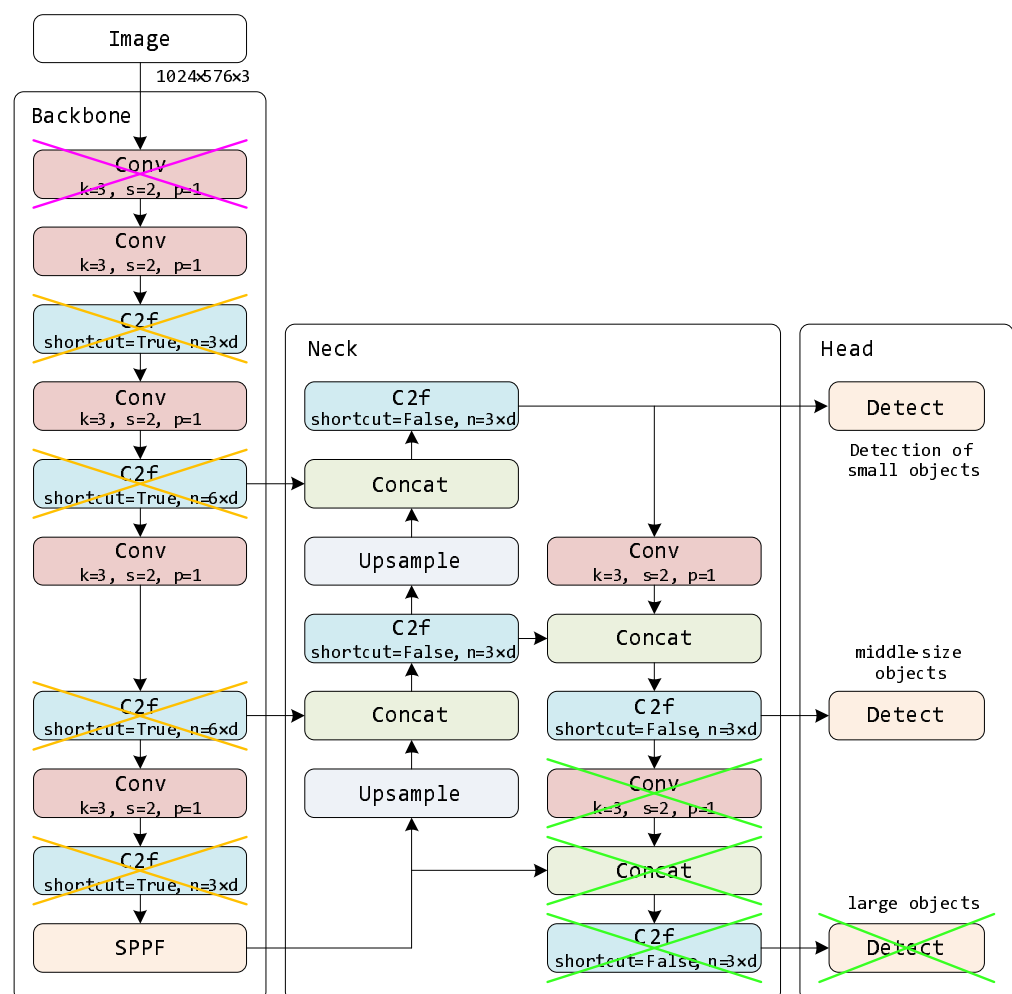 Image
1024×576×3
Backbone
Conv
k=3, s=2, p=1
Conv
k=3, s=2, p=1
C2f
shortcut=True, n=3×d
Conv
k=3, s=2, p=1
C2f
shortcut=True, n=6×d
Conv
k=3, s=2, p=1
C2f
shortcut=True, n=6×d
Conv
k=3, s=2, p=1
C2f
shortcut=True, n=3×d
SPPF
Neck
C2f
shortcut=False, n=3×d
Concat
Upsample
C2f
shortcut=False, n=3×d
Concat
Upsample
Conv
k=3, s=2, p=1
Concat
C2f
shortcut=False, n=3×d
Conv
k=3, s=2, p=1
Concat
C2f
shortcut=False, n=3×d
Head
Detect
Detection of
small objects
middle-size
objects
Detect
large objects
Detect